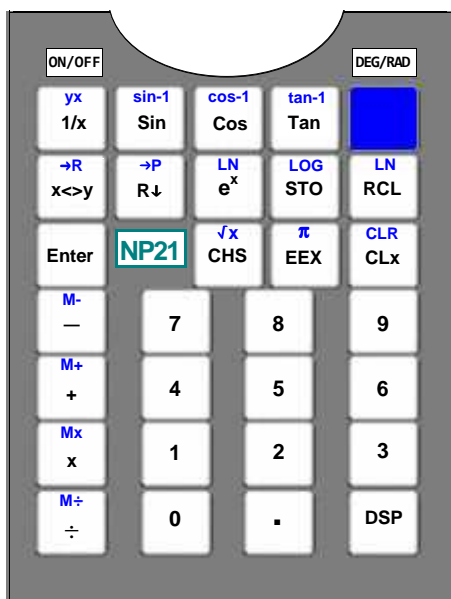 ON/OFF DEG/RAD
yx sin-1 cos-1 tan-1
1/x Sin Cos Tan
→R →P LN LOG LN
x<>y R↓ e^x STO RCL
√x π CLR
Enter NP21 CHS EEX CLx
M-
— 7 8 9
M+
+ 4 5 6
Mx
x 1 2 3
M÷
÷ 0 . DSP